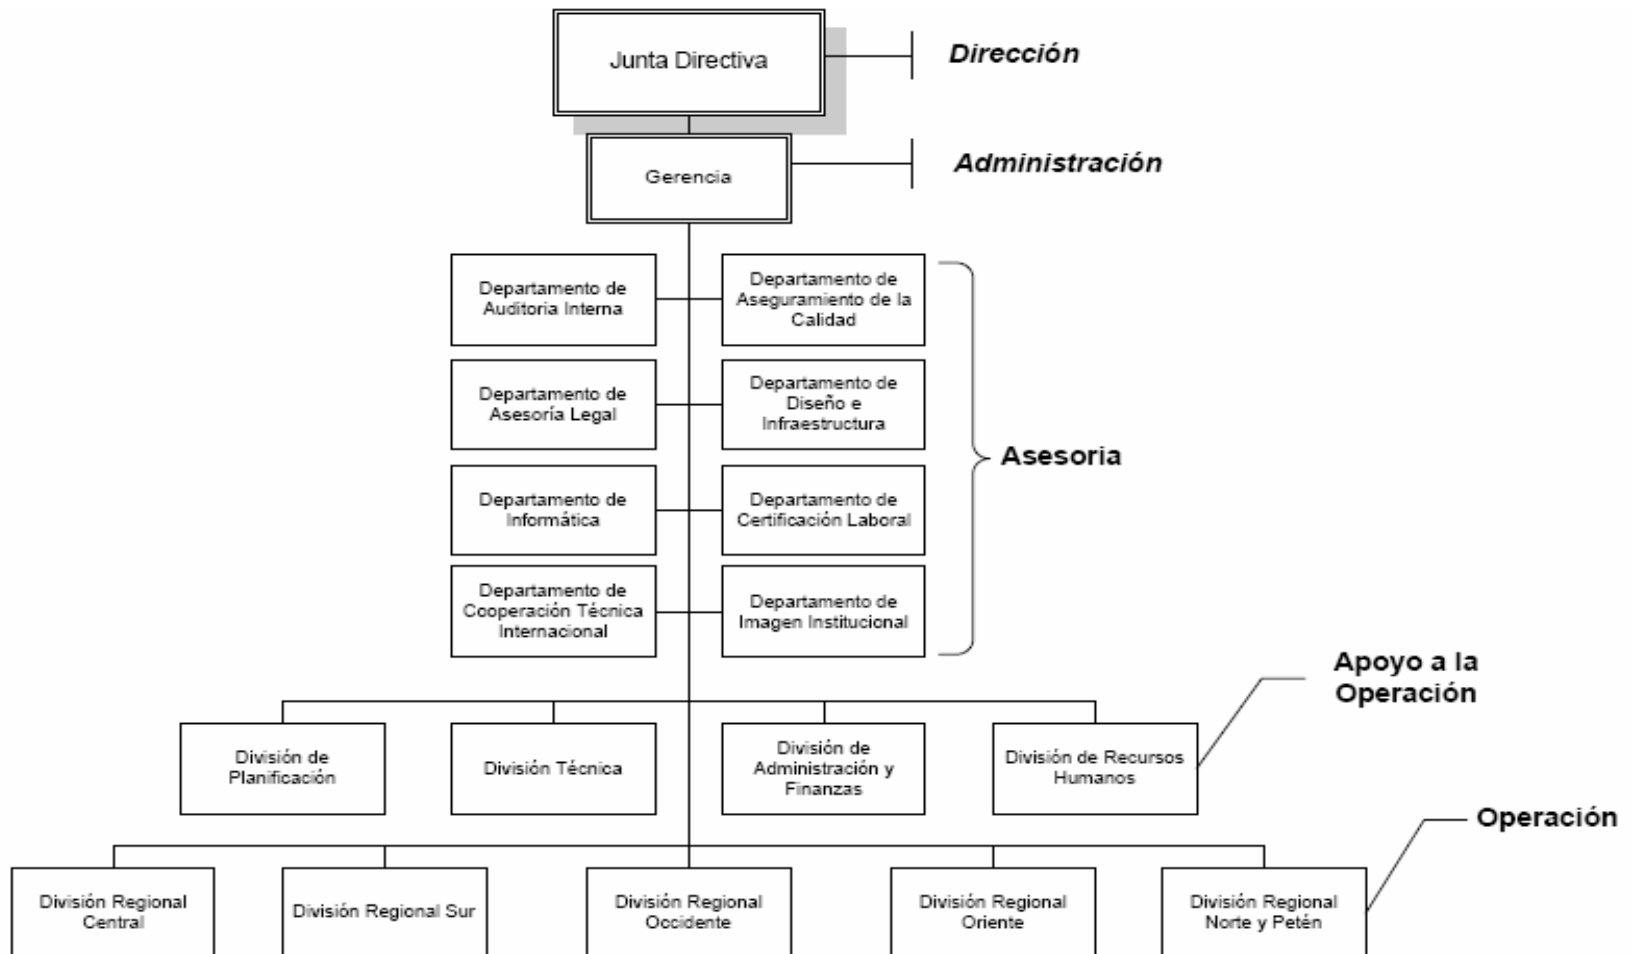 Junta Directiva
Dirección
Gerencia
Administración
Departamento de
Auditoria Interna
Departamento de
Aseguramiento de la
Calidad
Departamento de
Asesoría Legal
Departamento de
Diseño e
Infraestructura
Asesoria
Departamento de
Informática
Departamento de
Certificación Laboral
Departamento de
Cooperación Técnica
Internacional
Departamento de
Imagen Institucional
Apoyo a la
Operación
División de
Planificación
División Técnica
División de
Administración y
Finanzas
División de Recursos
Humanos
Operación
División Regional
Central
División Regional Sur
División Regional
Occidente
División Regional
Oriente
División Regional
Norte y Petén